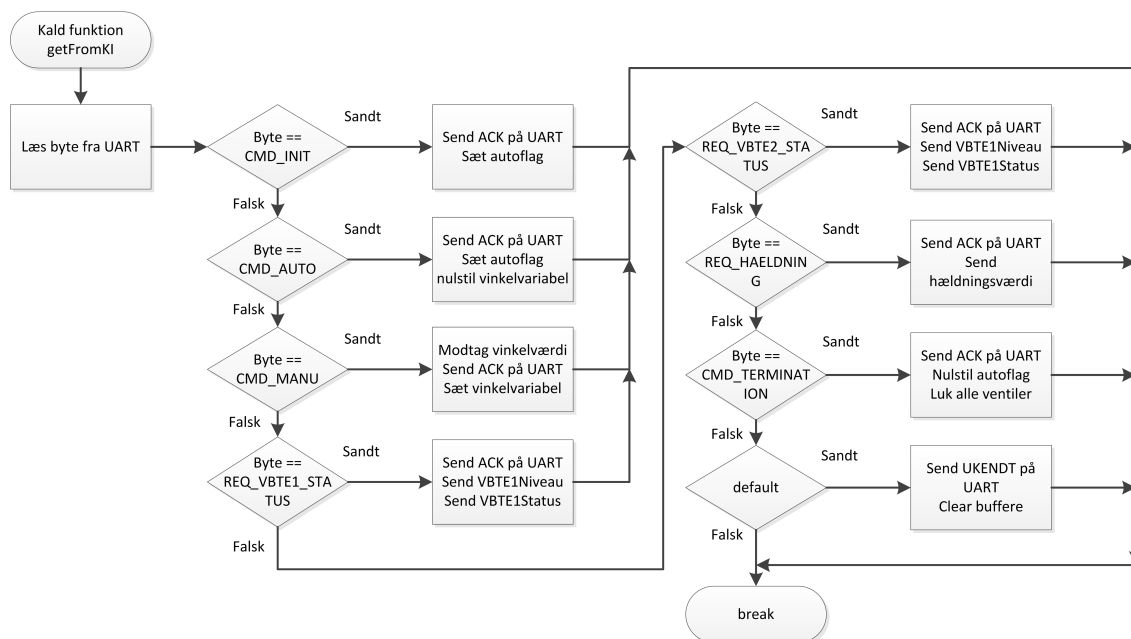 Kald funktion
getFromKI
Læs byte fra UART
Byte ==
CMD_INIT
Sandt
Send ACK på UART
Sæt autoflag
Falsk
Byte ==
CMD_AUTO
Sandt
Send ACK på UART
Sæt autoflag
nulstil vinkelvariabel
Falsk
Byte ==
CMD_MANU
Sandt
Modtag vinkelværdi
Send ACK på UART
Sæt vinkelvariabel
Falsk
Byte ==
REQ_VBTE1_STA
TUS
Sandt
Send ACK på UART
Send VBTE1Niveau
Send VBTE1Status
Falsk
Byte ==
REQ_VBTE2_STA
TUS
Sandt
Send ACK på UART
Send VBTE1Niveau
Send VBTE1Status
Falsk
Byte ==
REQ_HAELDNIN
G
Sandt
Send ACK på UART
Send
hældningsværdi
Falsk
Byte ==
CMD_TERMINAT
ION
Sandt
Send ACK på UART
Nulstil autoflag
Luk alle ventiler
Falsk
default
Sandt
Send UKENDT på
UART
Clear buffere
Falsk
break